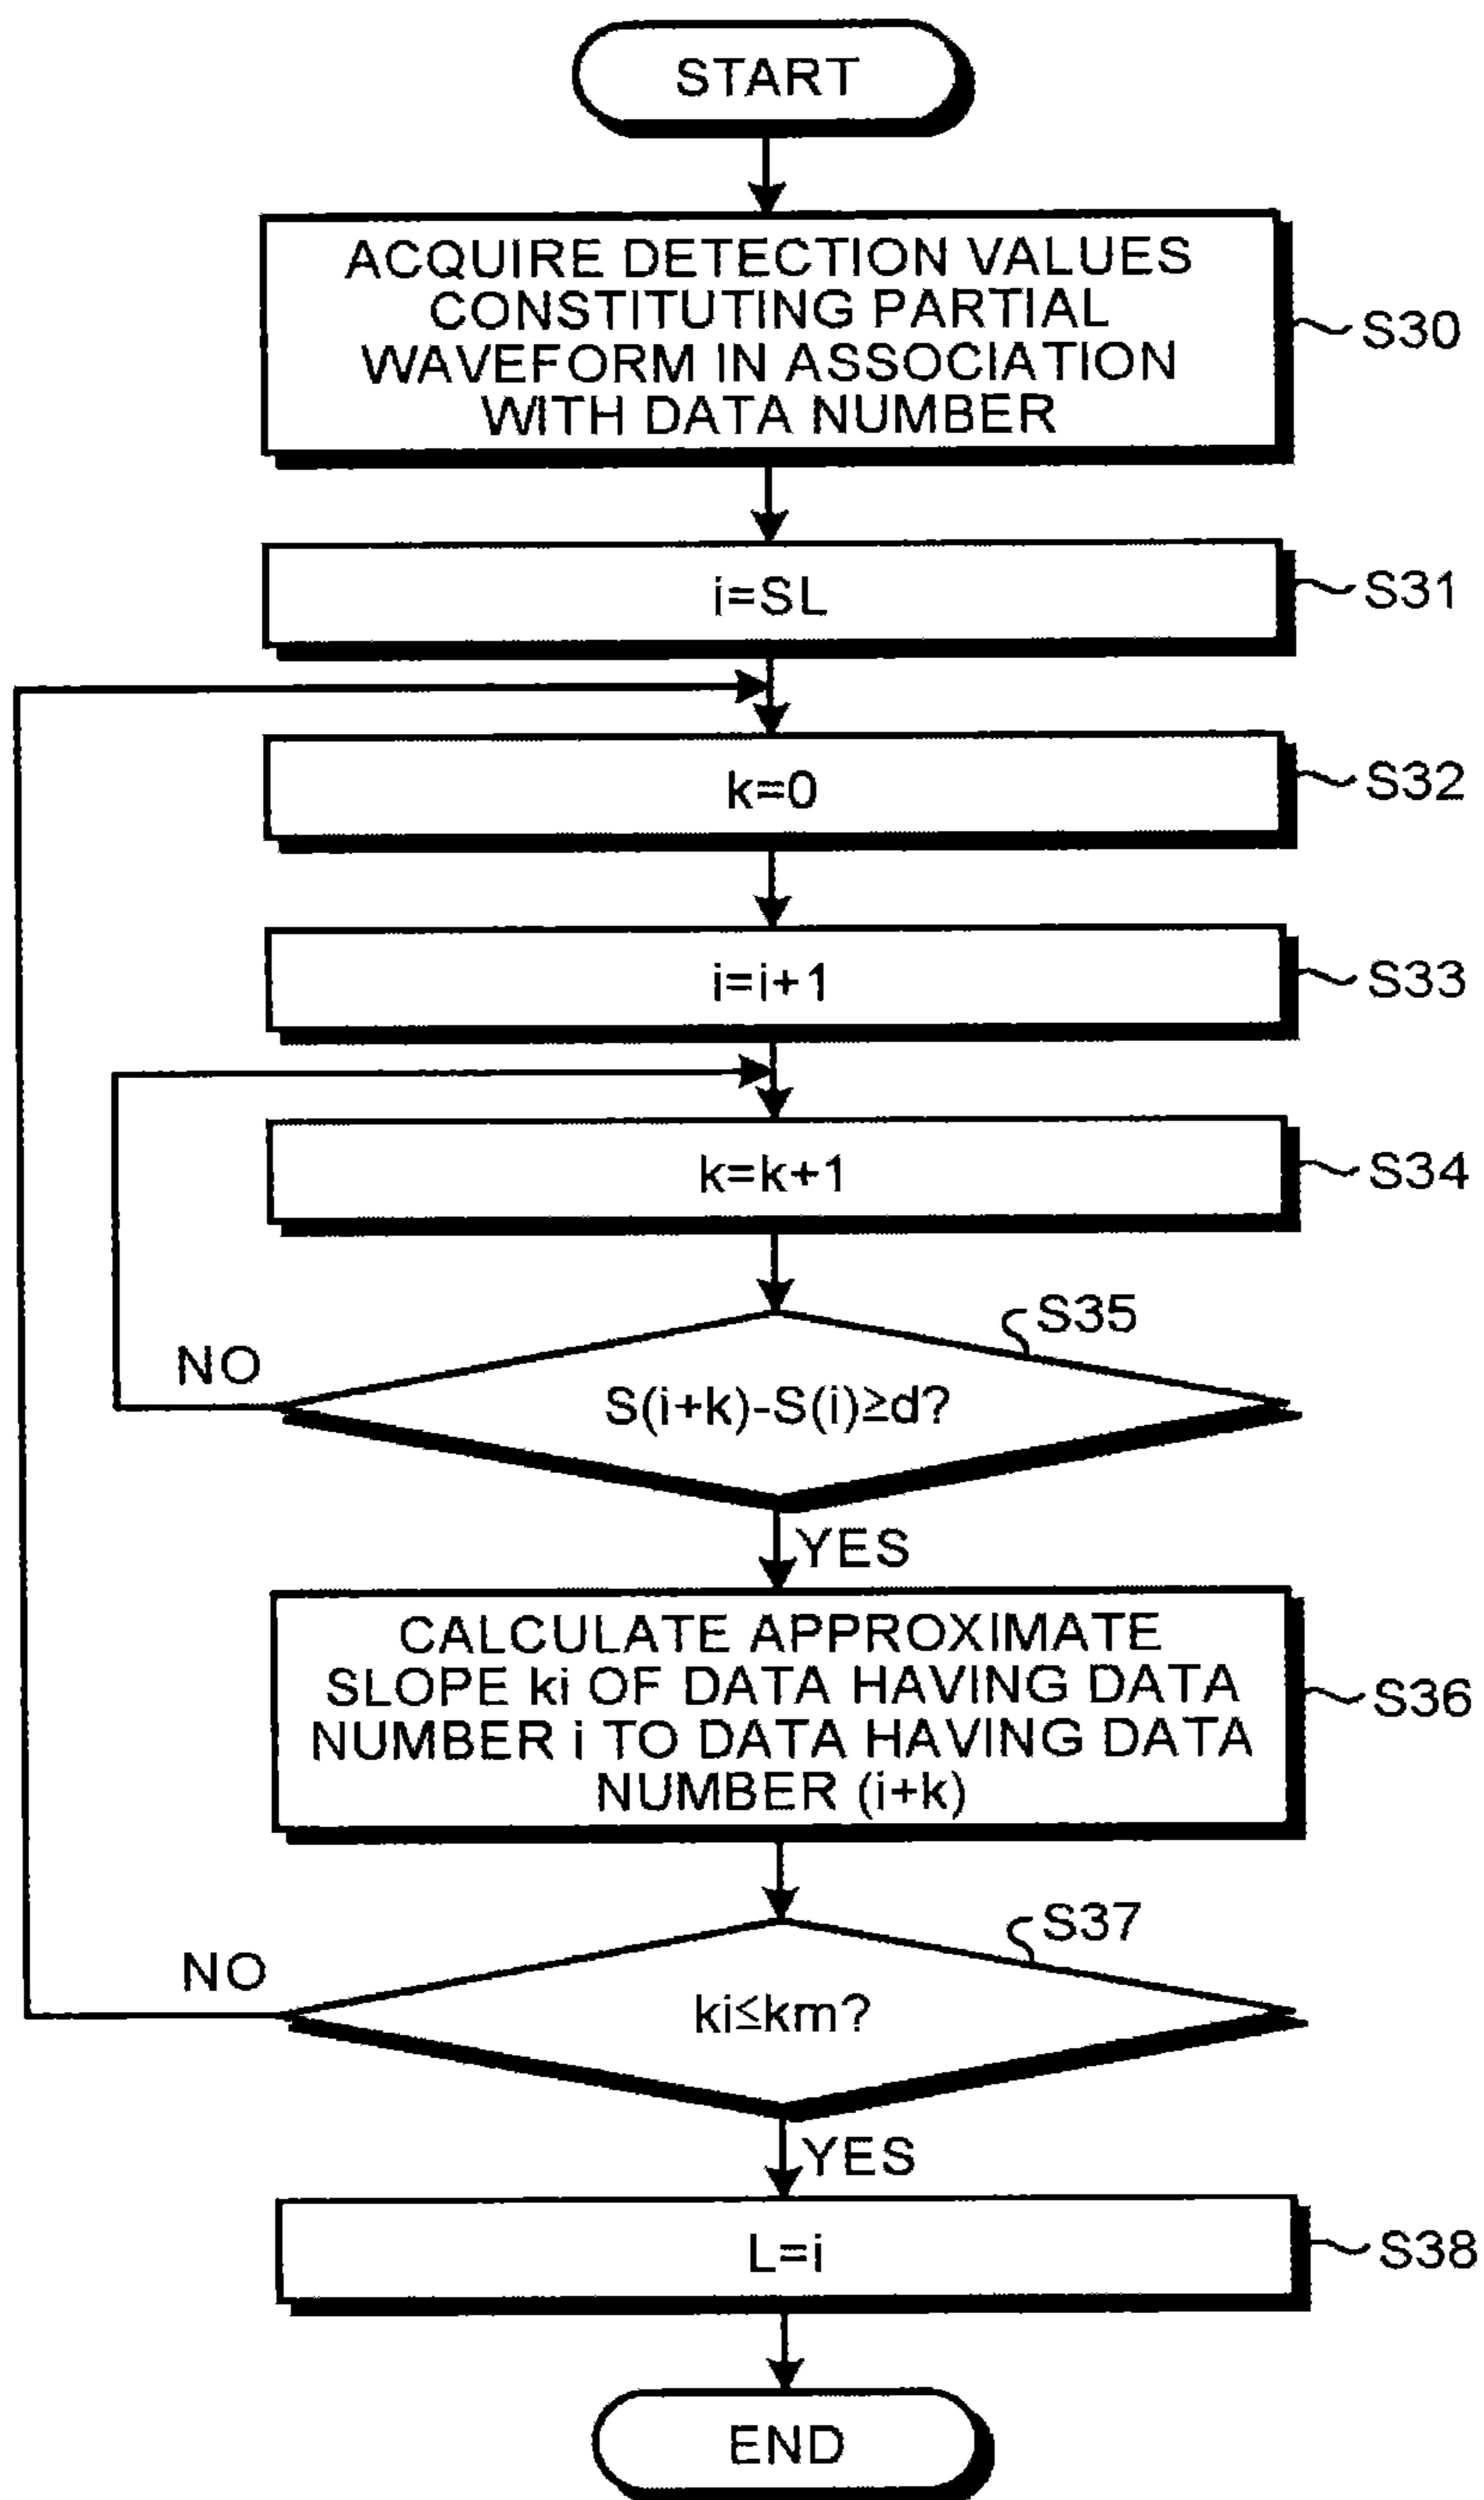 START
ACQUIRE DETECTION VALUES
CONSTITUTING PARTIAL
WAVEFORM IN ASSOCIATION
WITH DATA NUMBER
S30
i=SL
S31
k=0
S32
i=i+1
S33
k=k+1
S34
S35
NO
S(i+k)-S(i)≥d?
YES
CALCULATE APPROXIMATE
SLOPE ki OF DATA HAVING DATA
NUMBER i TO DATA HAVING DATA
NUMBER (i+k)
S36
S37
NO
ki≤km?
YES
L=i
S38
END